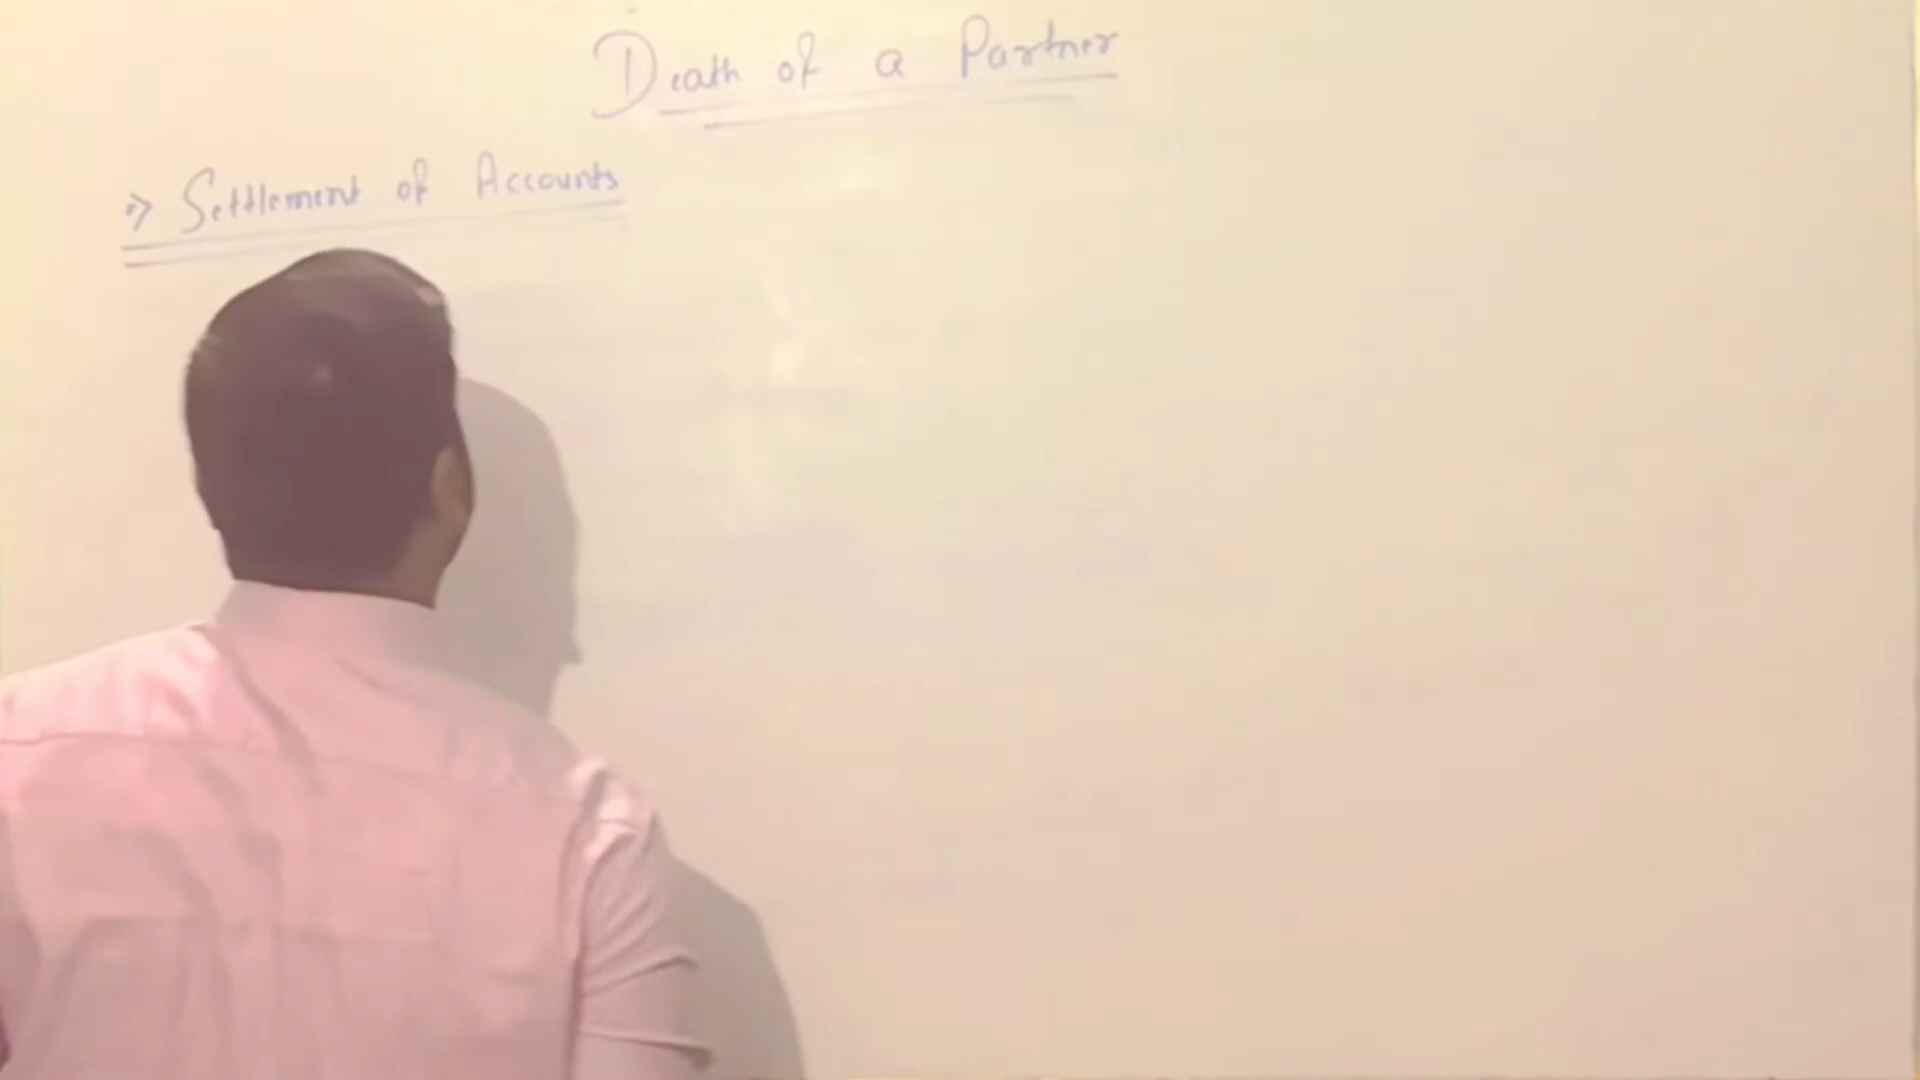 Death of a Partner
=> Settlement of Accounts